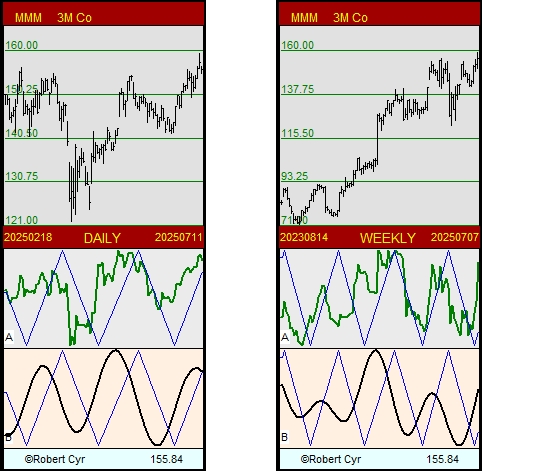 MMM 3M Co
160.00
150.25
140.50
130.75
121.00
20250218 DAILY 20250711
A
B
©Robert Cyr 155.84
MMM 3M Co
160.00
137.75
115.50
93.25
20230814 WEEKLY 20250707
A
B
©Robert Cyr 155.84